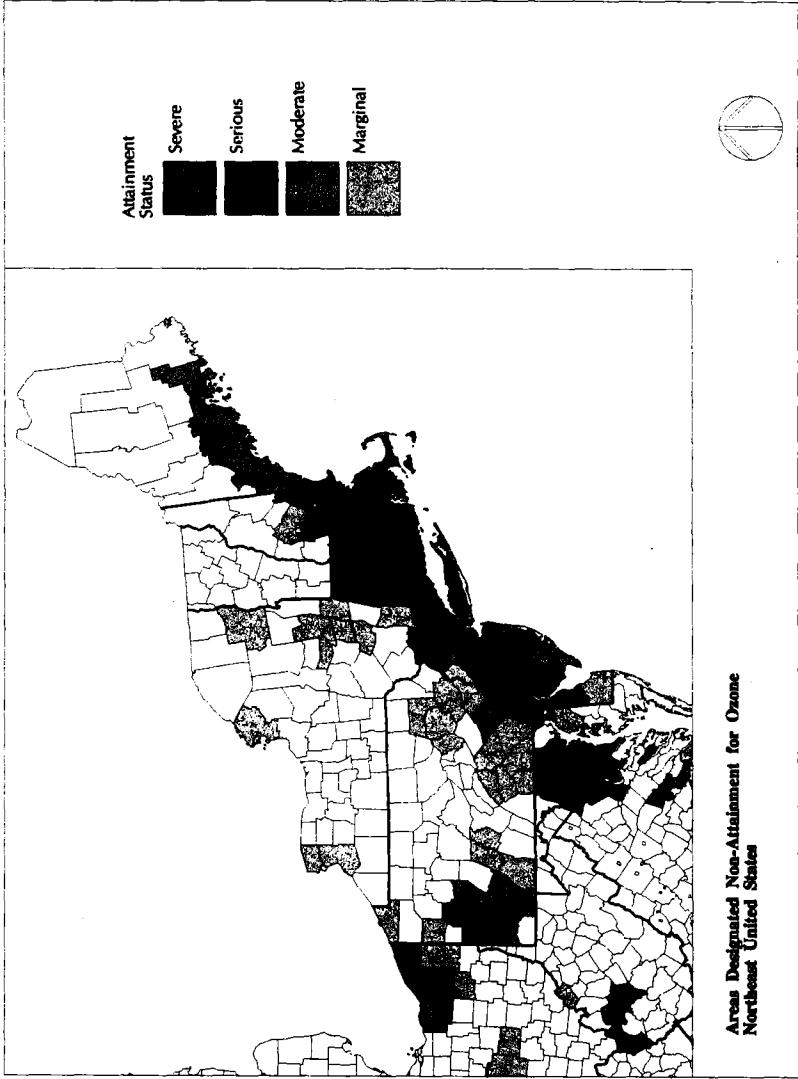 Attainment
Status
Severe
Serious
Moderate
Marginal
Areas Designated Non-Attainment for Ozone
Northeast United States